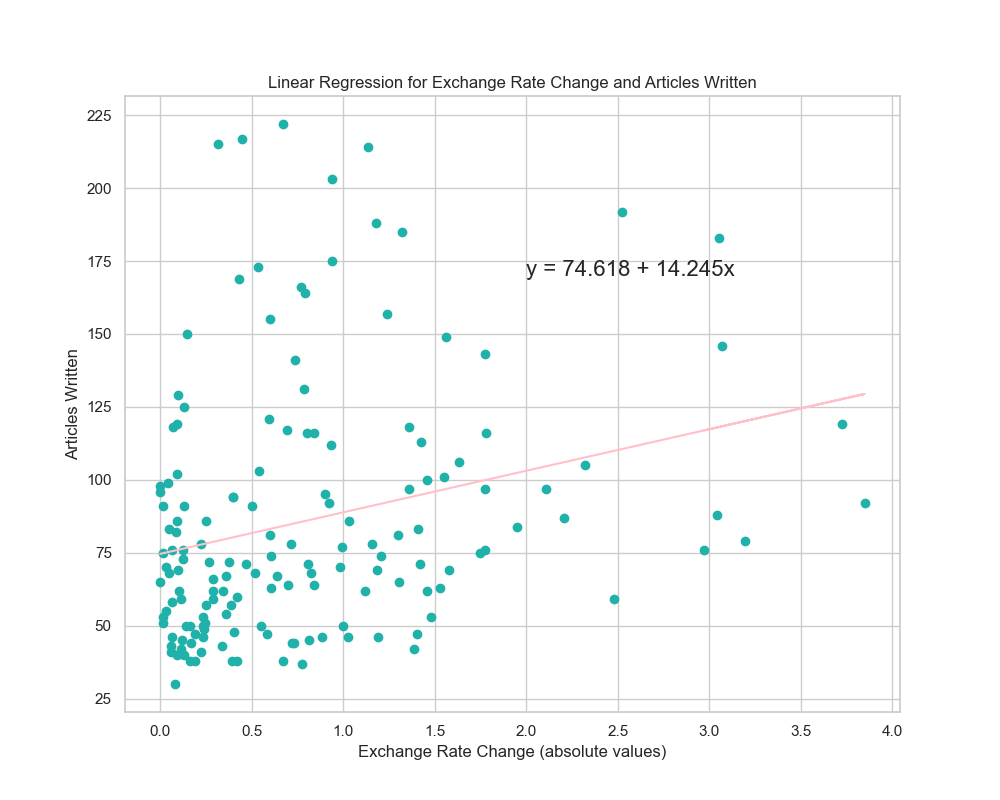 Linear Regression for Exchange Rate Change and Articles Written
225
200
175
150
125
100
75
50
25
Articles Written
y = 74.618 + 14.245x
0.0 0.5 1.0 1.5 2.0 2.5 3.0 3.5 4.0
Exchange Rate Change (absolute values)